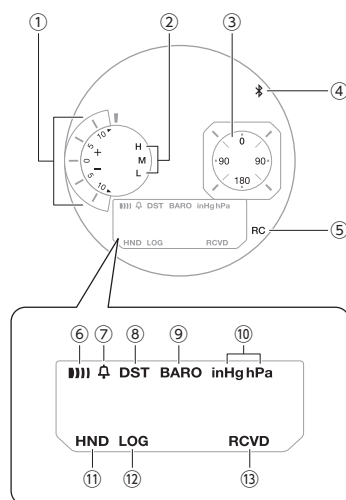 ① ② ③
④
10
5
0
5
10
+
−
H
M
L
0
90 90
180
DST BARO inHg hPa
HND LOG RCVD
RC ⑤
⑥ ⑦ ⑧ ⑨ ⑩
DST BARO inHg hPa
HND LOG RCVD
⑪ ⑫ ⑬